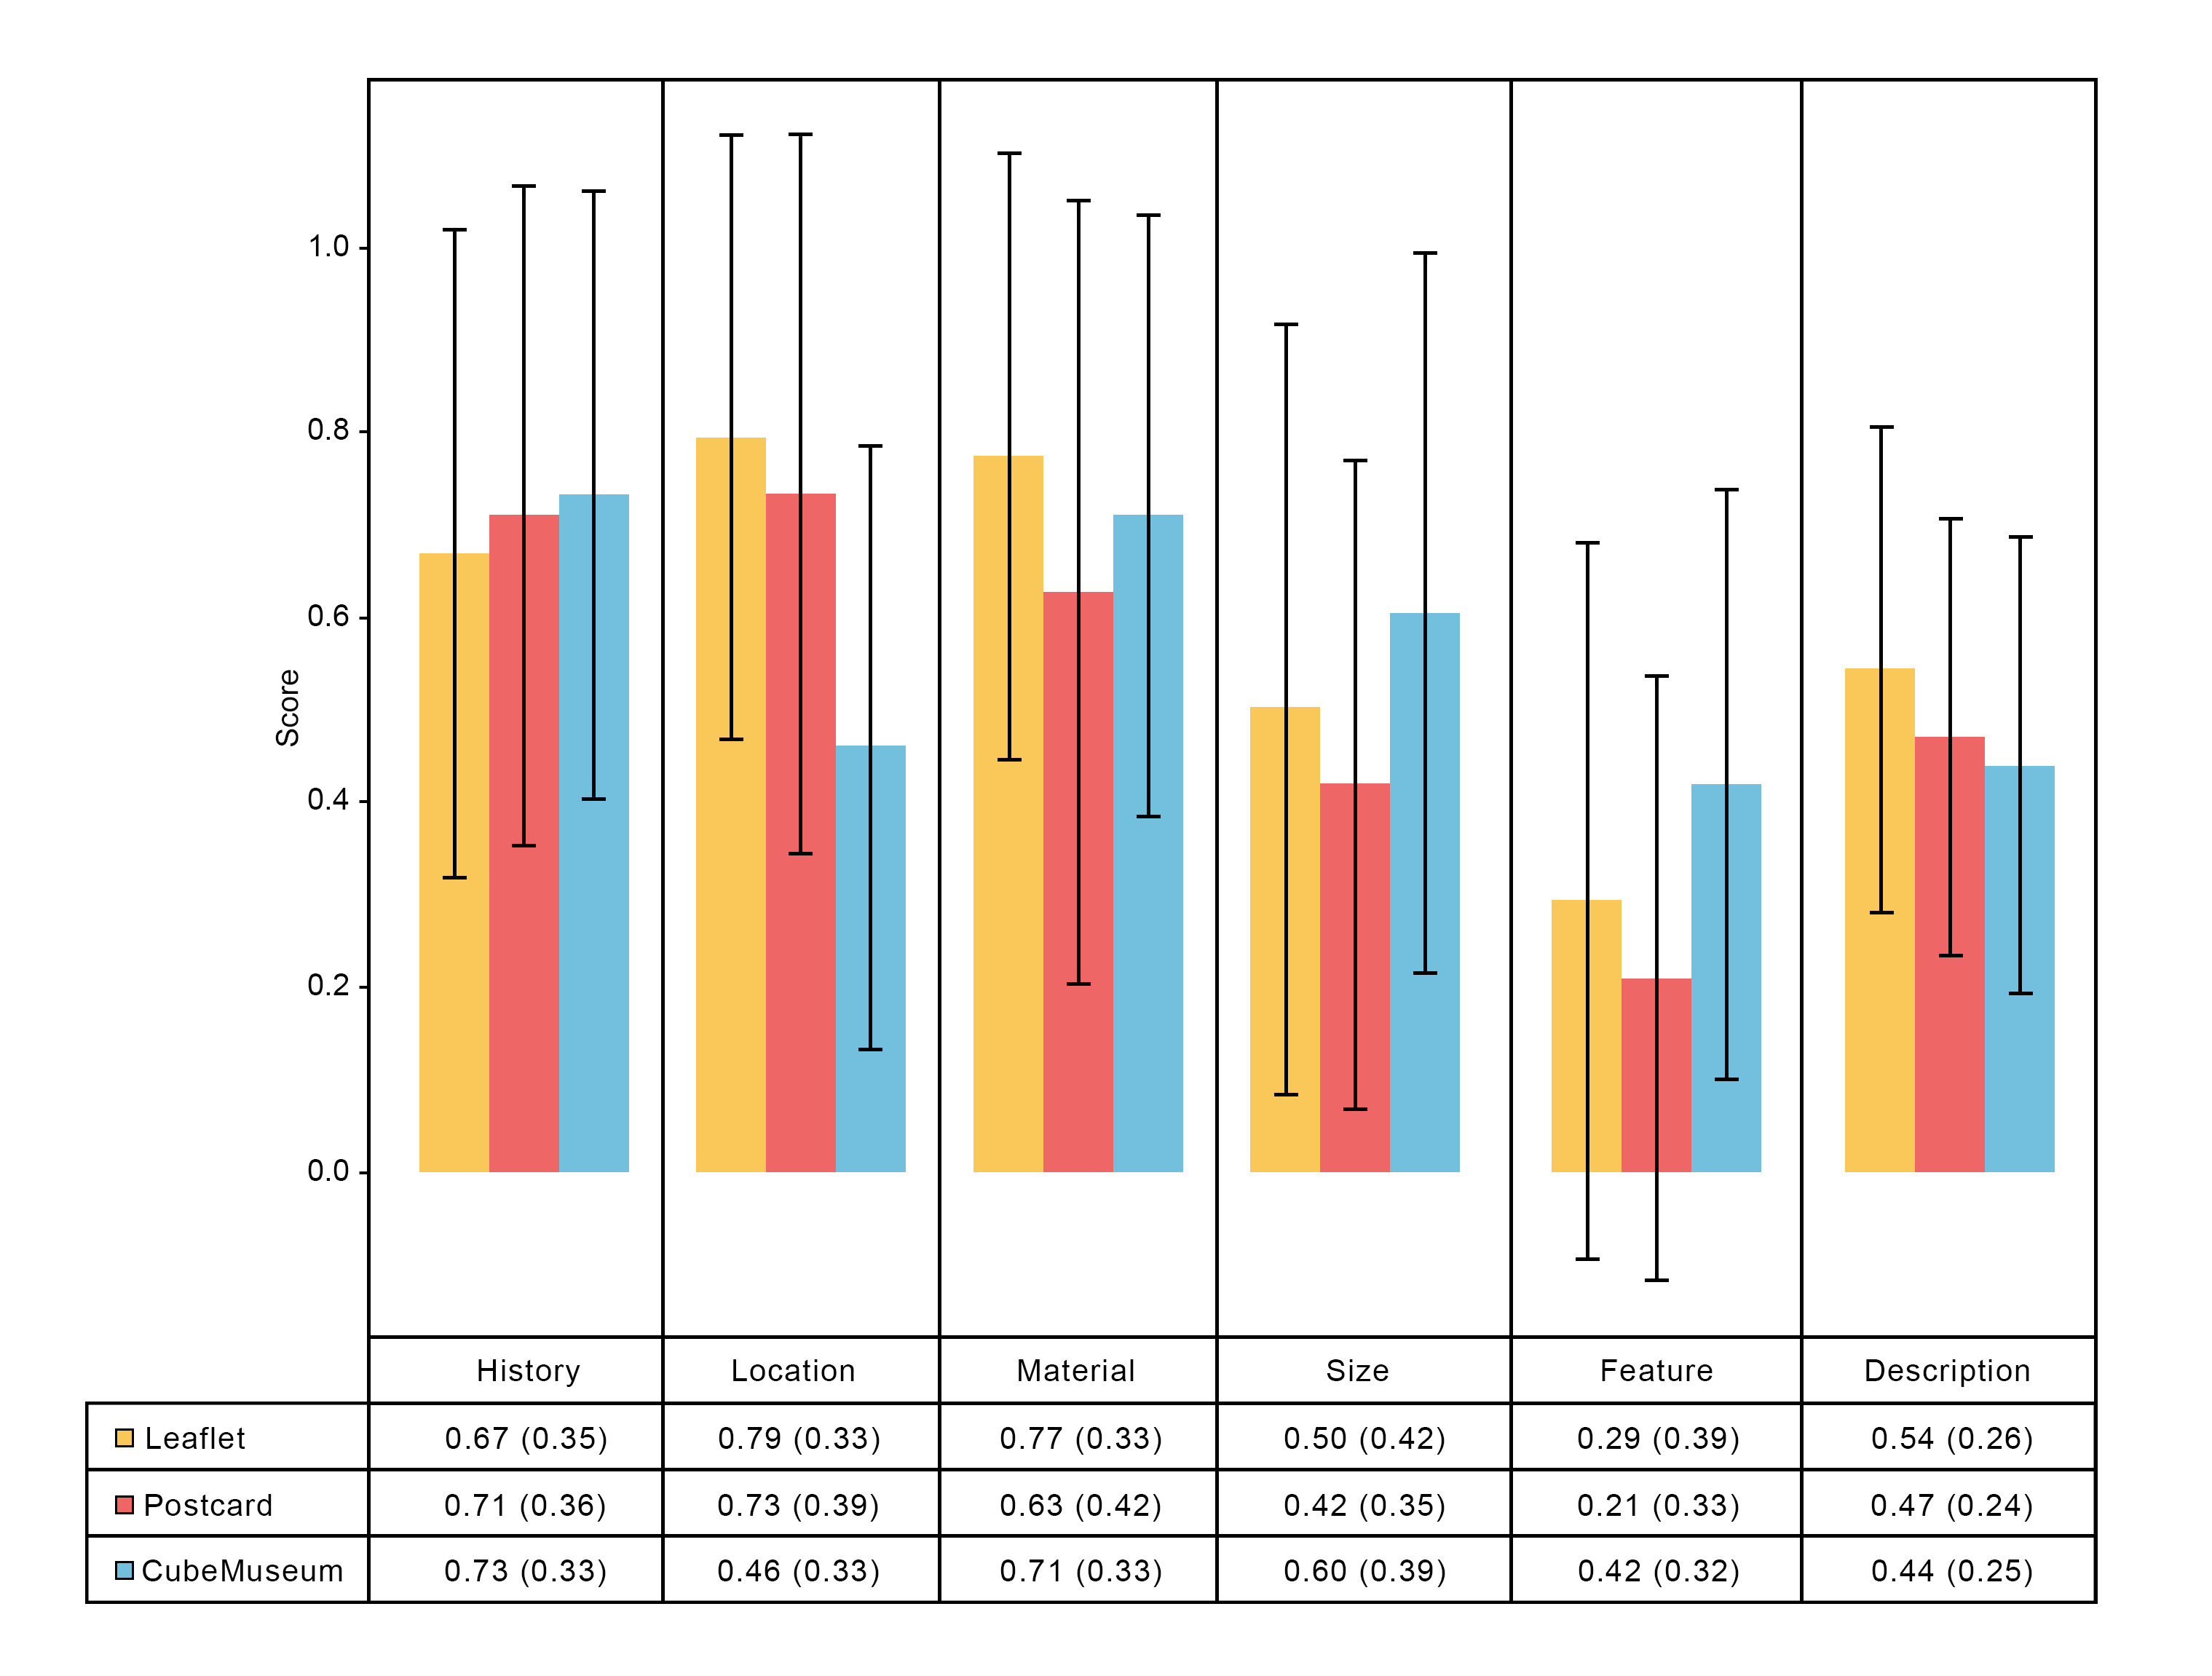 1.0
0.8
0.6
Score
0.4
0.2
0.0
History Location Material Size Feature Description
Leaflet 0.67 (0.35) 0.79 (0.33) 0.77 (0.33) 0.50 (0.42) 0.29 (0.39) 0.54 (0.26)
Postcard 0.71 (0.36) 0.73 (0.39) 0.63 (0.42) 0.42 (0.35) 0.21 (0.33) 0.47 (0.24)
CubeMuseum 0.73 (0.33) 0.46 (0.33) 0.71 (0.33) 0.60 (0.39) 0.42 (0.32) 0.44 (0.25)